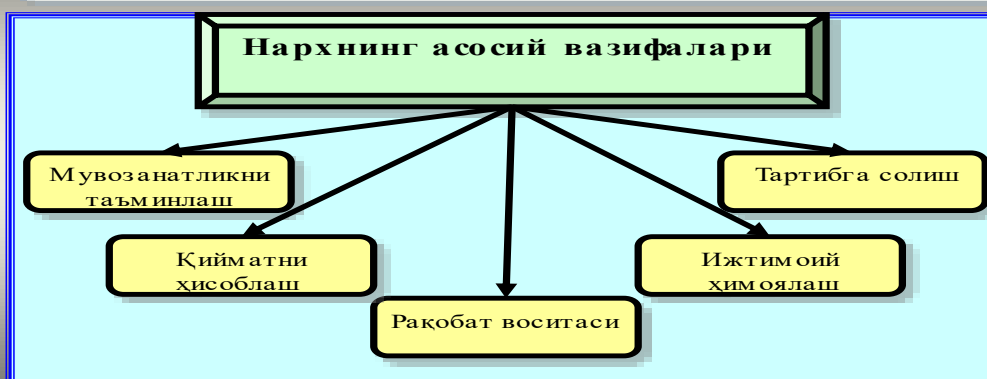 Нархнинг асосий вазифалари
Мувозанатликни
таъминлаш
Тартибга солиш
Қийматни
ҳисоблаш
Ижтимоий
ҳимоялаш
Рақобат воситаси